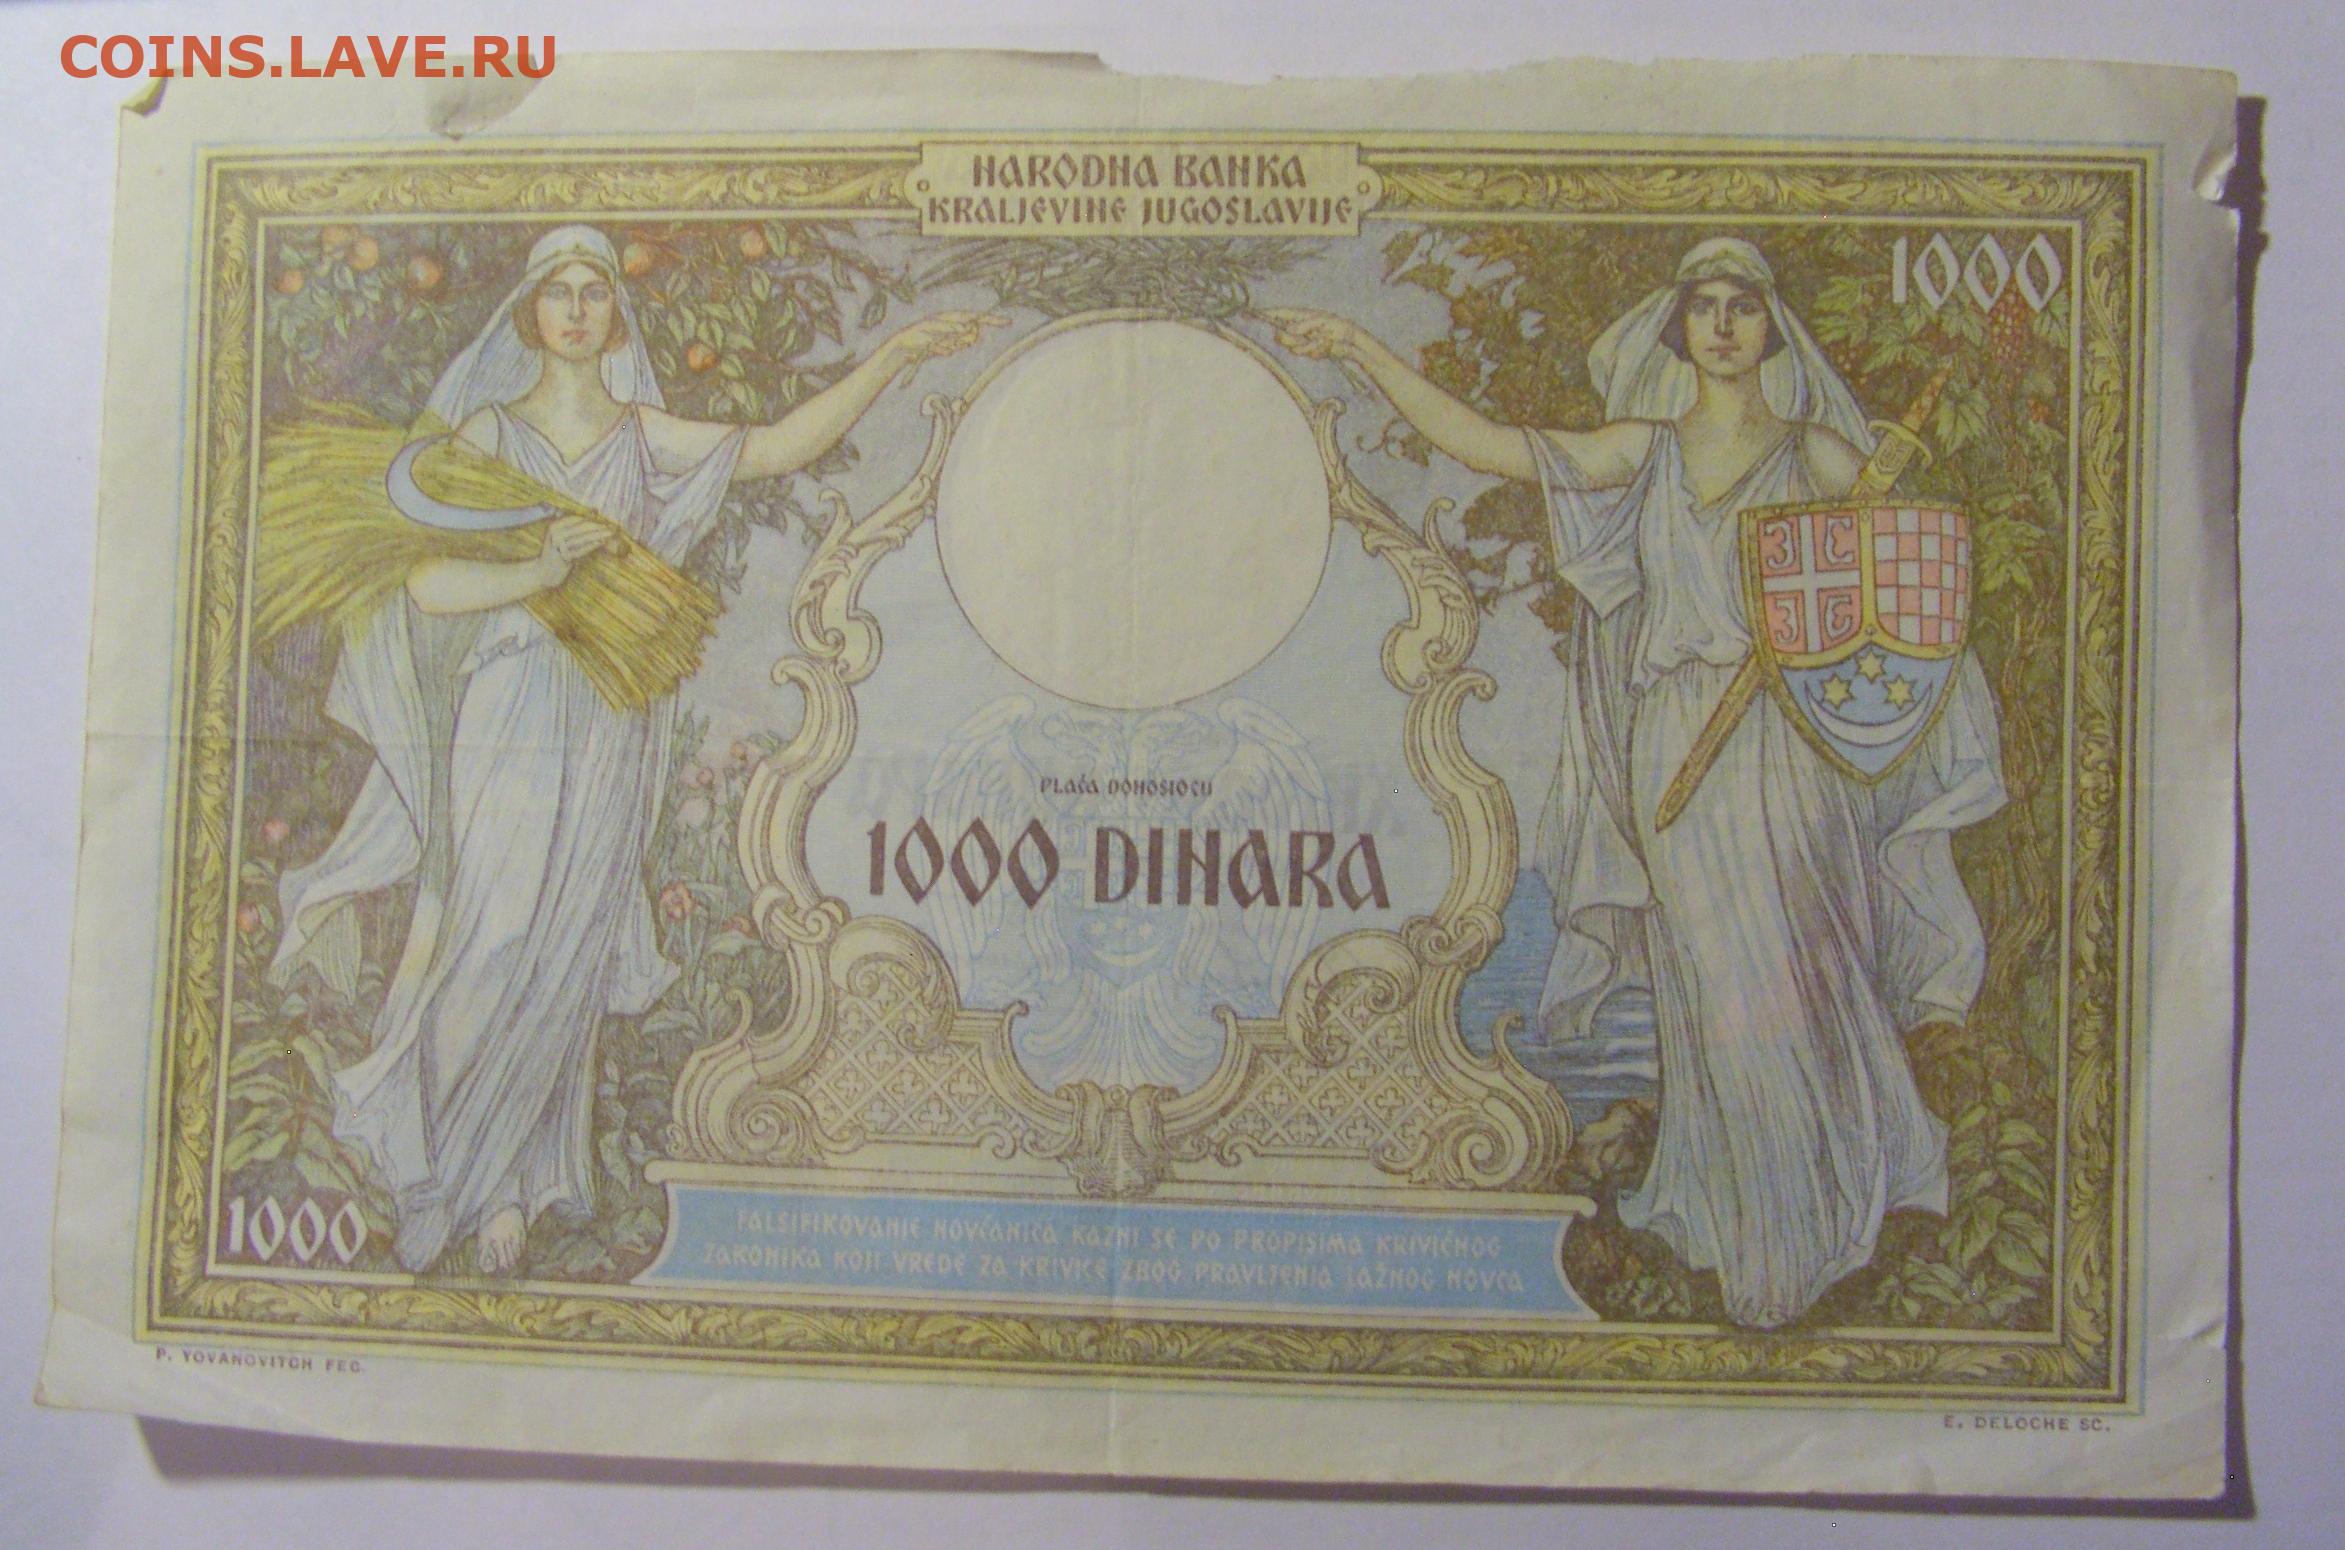 COINS.LAVE.RU
NARODNA BANKA
KRALJEVINE JUGOSLAVIJE
1000
PLAĆA DONOSIOCU
1000 DINARA
1000
FALSIFIKOVANJE NOVČANICA KAZNI SE PO PROPISIMA KRIVIČNOG
ZAKONIKA KOJI VREDE ZA KRIVICE ZBOG PRAVLJENJA LAŽNOG NOVCA
P. YOVANOVITCH FEC.
E. DELOCHE SC.